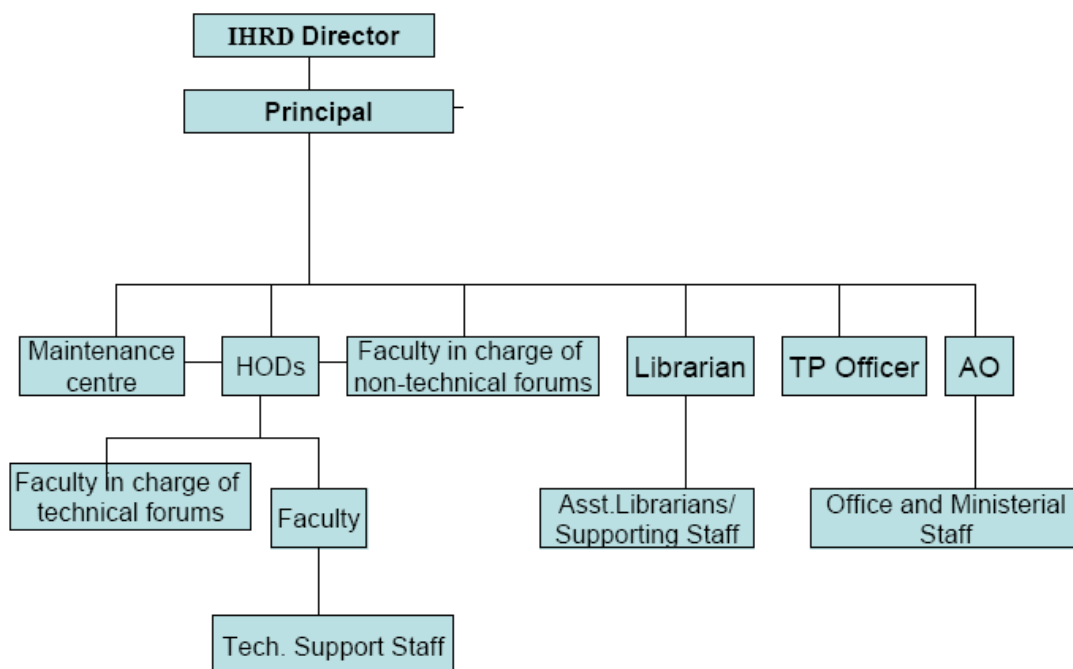 IHRD Director
Principal
Maintenance
centre
HODs
Faculty in charge of
non-technical forums
Librarian
TP Officer
AO
Faculty in charge of
technical forums
Faculty
Asst.Librarians/
Supporting Staff
Office and Ministerial
Staff
Tech. Support Staff